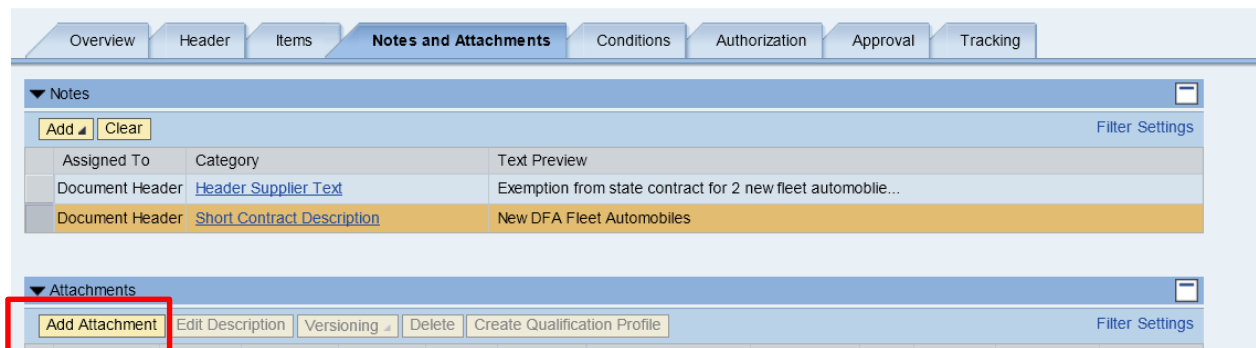 Overview Header Items Notes and Attachments Conditions Authorization Approval Tracking
Notes
Add Clear Filter Settings
Assigned To Category Text Preview
Document Header Header Supplier Text Exemption from state contract for 2 new fleet automoblie...
Document Header Short Contract Description New DFA Fleet Automobiles
Attachments
Add Attachment Edit Description Versioning Delete Create Qualification Profile Filter Settings